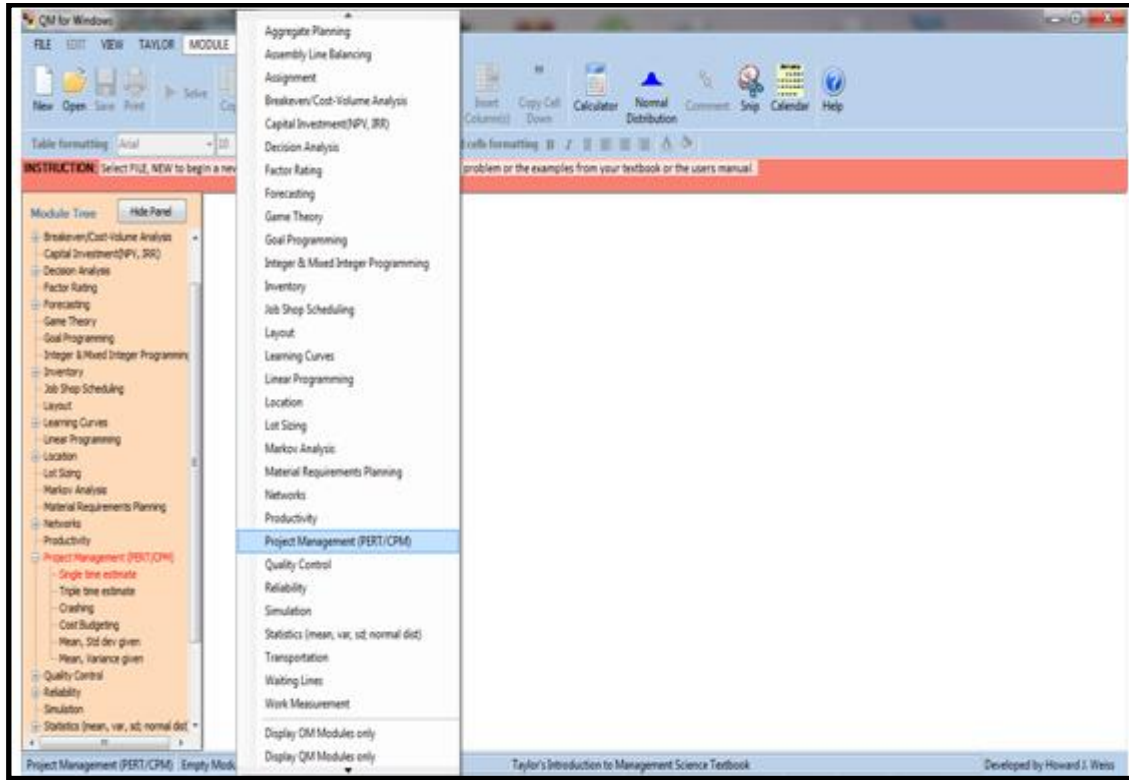 QM for Windows
FILE EDIT VIEW TAYLOR MODULE
New Open Save Print Solve
Insert Column(s) Copy Cell Down Calculator Normal Distribution Comment Snip Calendar Help
Table formatting Arial 10
cells formatting B I
INSTRUCTION: Select FILE, NEW to begin a new
problem or the examples from your textbook or the users manual.
Module Tree Hide Panel
Breakeven/Cost-Volume Analysis
Capital Investment(NPV, IRR)
Decision Analysis
Factor Rating
Forecasting
Game Theory
Goal Programming
Integer & Mixed Integer Programming
Inventory
Job Shop Scheduling
Layout
Learning Curves
Linear Programming
Location
Lot Sizing
Markov Analysis
Material Requirements Planning
Networks
Productivity
Project Management (PERT/CPM)
Single time estimate
Triple time estimate
Crashing
Cost Budgeting
Mean, Std dev given
Mean, Variance given
Quality Control
Reliability
Simulation
Statistics (mean, var, sd; normal dist
Aggregate Planning
Assembly Line Balancing
Assignment
Breakeven/Cost-Volume Analysis
Capital Investment(NPV, IRR)
Decision Analysis
Factor Rating
Forecasting
Game Theory
Goal Programming
Integer & Mixed Integer Programming
Inventory
Job Shop Scheduling
Layout
Learning Curves
Linear Programming
Location
Lot Sizing
Markov Analysis
Material Requirements Planning
Networks
Productivity
Project Management (PERT/CPM)
Quality Control
Reliability
Simulation
Statistics (mean, var, sd; normal dist)
Transportation
Waiting Lines
Work Measurement
Display OM Modules only
Display QM Modules only
Project Management (PERT/CPM) Empty Modu
Taylor's Introduction to Management Science Textbook
Developed by Howard J. Weiss